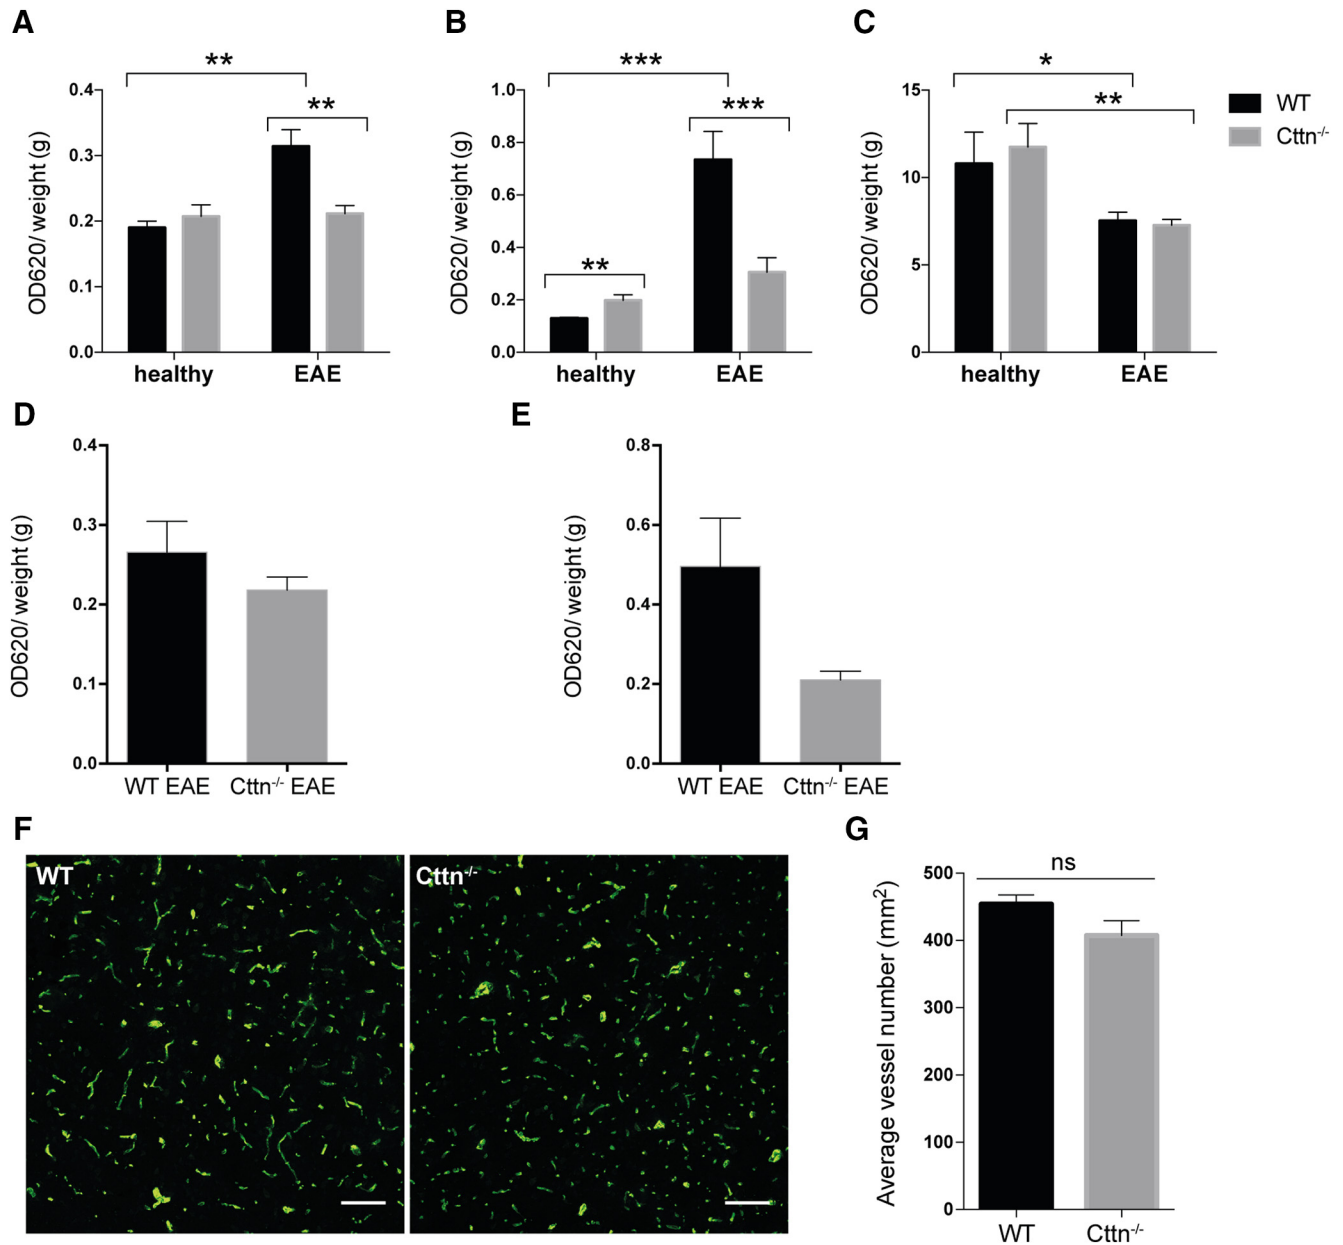 A
B
C
**
**
0.4
0.3
0.2
0.1
0.0
OD620/ weight (g)
healthy
EAE
***
***
**
1.0
0.8
0.6
0.4
0.2
0.0
OD620/ weight (g)
healthy
EAE
*
**
15
10
5
0
OD620/ weight (g)
healthy
EAE
WT
Cttn-/-
D
E
0.4
0.3
0.2
0.1
0.0
OD620/ weight (g)
WT EAE
Cttn-/- EAE
0.8
0.6
0.4
0.2
0.0
OD620/ weight (g)
WT EAE
Cttn-/- EAE
F
WT
Cttn-/-
G
ns
500
400
300
200
100
0
Average vessel number (mm2)
WT
Cttn-/-